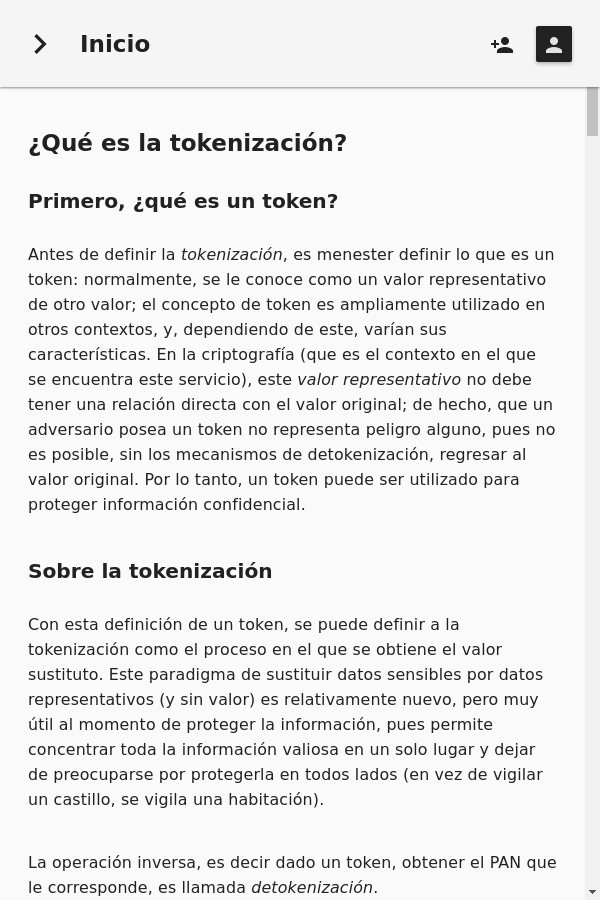 Inicio
¿Qué es la tokenización?
Primero, ¿qué es un token?
Antes de definir la tokenización, es menester definir lo que es un
token: normalmente, se le conoce como un valor representativo
de otro valor; el concepto de token es ampliamente utilizado en
otros contextos, y, dependiendo de este, varían sus
características. En la criptografía (que es el contexto en el que
se encuentra este servicio), este valor representativo no debe
tener una relación directa con el valor original; de hecho, que un
adversario posea un token no representa peligro alguno, pues no
es posible, sin los mecanismos de detokenización, regresar al
valor original. Por lo tanto, un token puede ser utilizado para
proteger información confidencial.
Sobre la tokenización
Con esta definición de un token, se puede definir a la
tokenización como el proceso en el que se obtiene el valor
sustituto. Este paradigma de sustituir datos sensibles por datos
representativos (y sin valor) es relativamente nuevo, pero muy
útil al momento de proteger la información, pues permite
concentrar toda la información valiosa en un solo lugar y dejar
de preocuparse por protegerla en todos lados (en vez de vigilar
un castillo, se vigila una habitación).
La operación inversa, es decir dado un token, obtener el PAN que
le corresponde, es llamada detokenización.